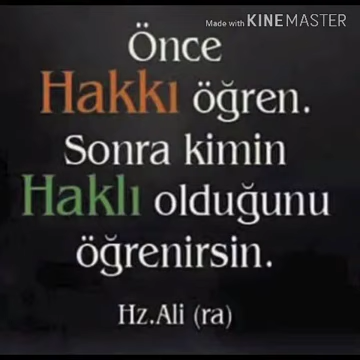 Made with KINEMASTER
Önce
Hakkı öğren.
Sonra kimin
Haklı olduğunu
öğrenirsin.
Hz.Ali (ra)